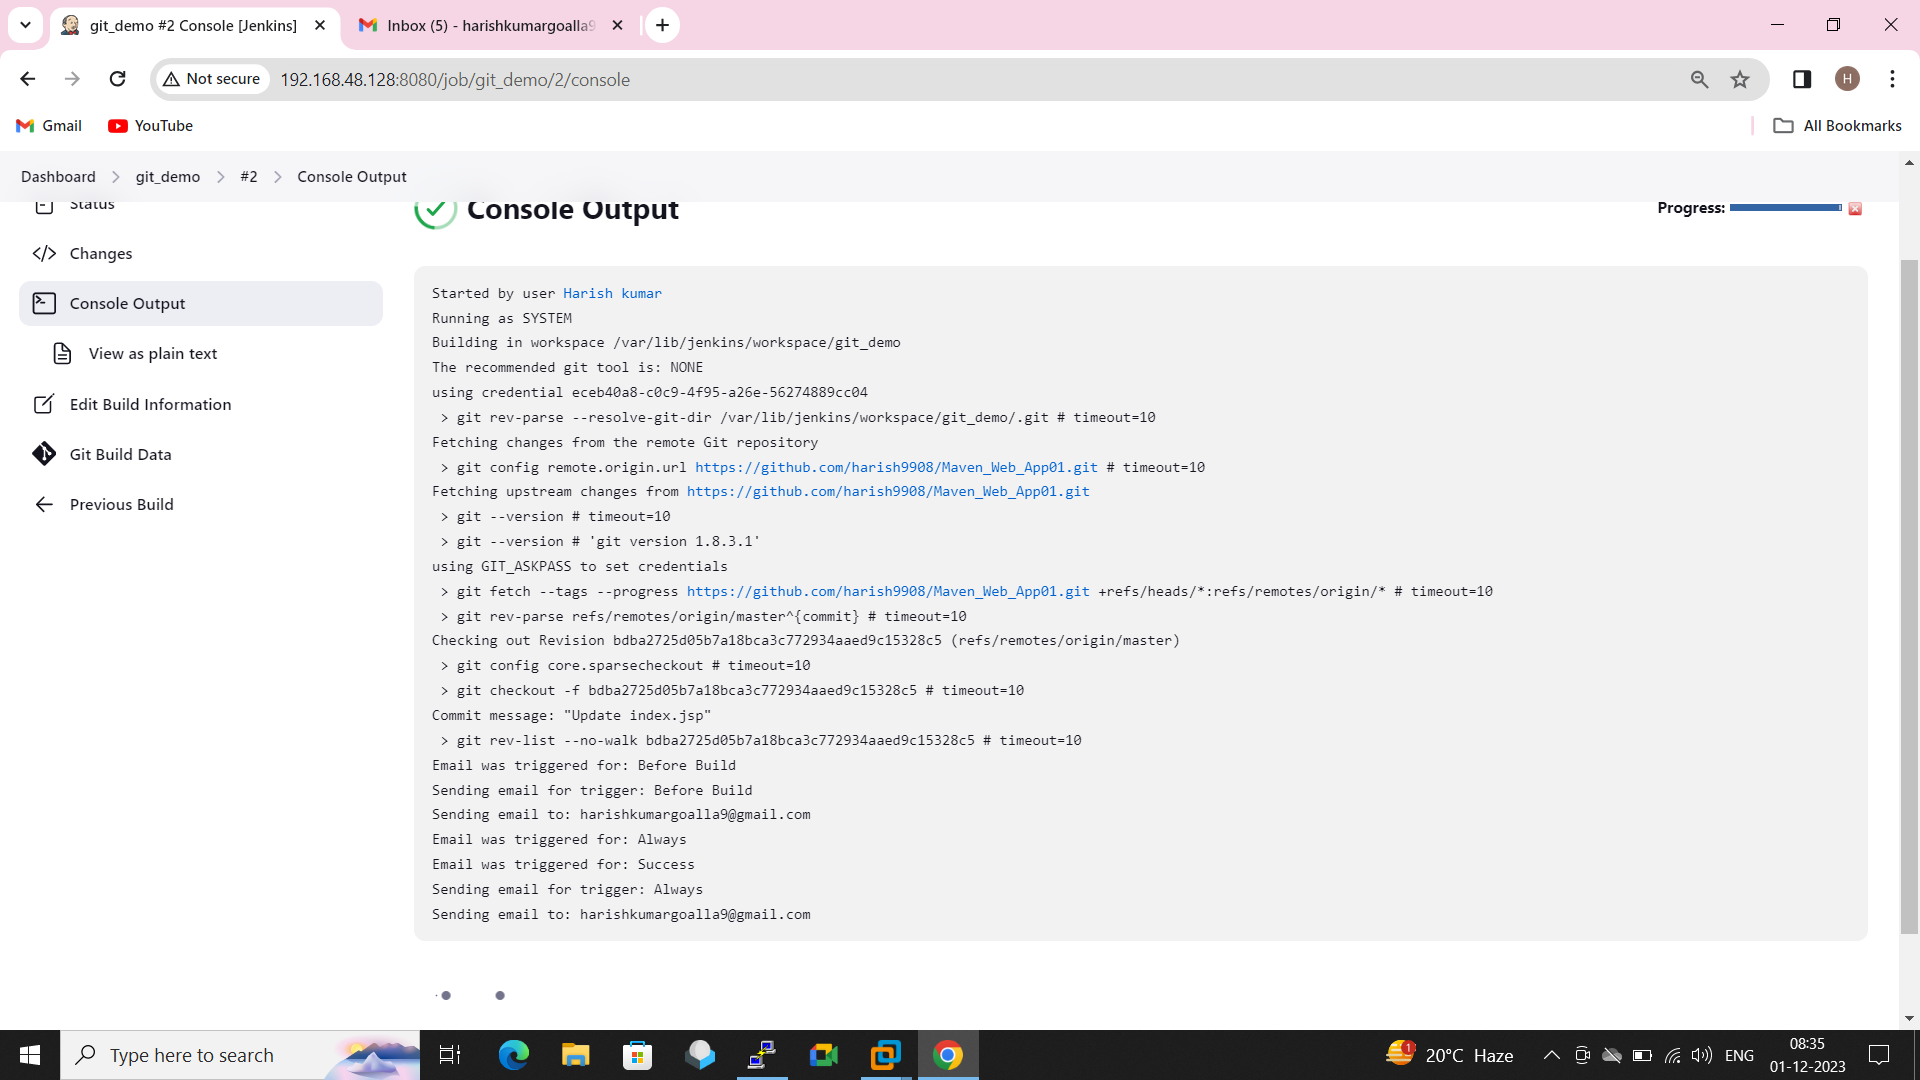 git_demo #2 Console [Jenkins]
Inbox (5) - harishkumargoalla9
Not secure
192.168.48.128:8080/job/git_demo/2/console
H
Gmail
YouTube
All Bookmarks
Dashboard
git_demo
#2
Console Output
Status
Console Output
Progress:
Changes
Console Output
View as plain text
Edit Build Information
Git Build Data
Previous Build
Started by user Harish kumar
Running as SYSTEM
Building in workspace /var/lib/jenkins/workspace/git_demo
The recommended git tool is: NONE
using credential eceb40a8-c0c9-4f95-a26e-56274889cc04
> git rev-parse --resolve-git-dir /var/lib/jenkins/workspace/git_demo/.git # timeout=10
Fetching changes from the remote Git repository
> git config remote.origin.url https://github.com/harish9908/Maven_Web_App01.git # timeout=10
Fetching upstream changes from https://github.com/harish9908/Maven_Web_App01.git
> git --version # timeout=10
> git --version # 'git version 1.8.3.1'
using GIT_ASKPASS to set credentials
> git fetch --tags --progress https://github.com/harish9908/Maven_Web_App01.git +refs/heads/*:refs/remotes/origin/* # timeout=10
> git rev-parse refs/remotes/origin/master^{commit} # timeout=10
Checking out Revision bdba2725d05b7a18bca3c772934aaed9c15328c5 (refs/remotes/origin/master)
> git config core.sparsecheckout # timeout=10
> git checkout -f bdba2725d05b7a18bca3c772934aaed9c15328c5 # timeout=10
Commit message: "Update index.jsp"
> git rev-list --no-walk bdba2725d05b7a18bca3c772934aaed9c15328c5 # timeout=10
Email was triggered for: Before Build
Sending email for trigger: Before Build
Sending email to: harishkumargoalla9@gmail.com
Email was triggered for: Always
Email was triggered for: Success
Sending email for trigger: Always
Sending email to: harishkumargoalla9@gmail.com
Type here to search
1
20°C Haze
ENG
08:35
01-12-2023